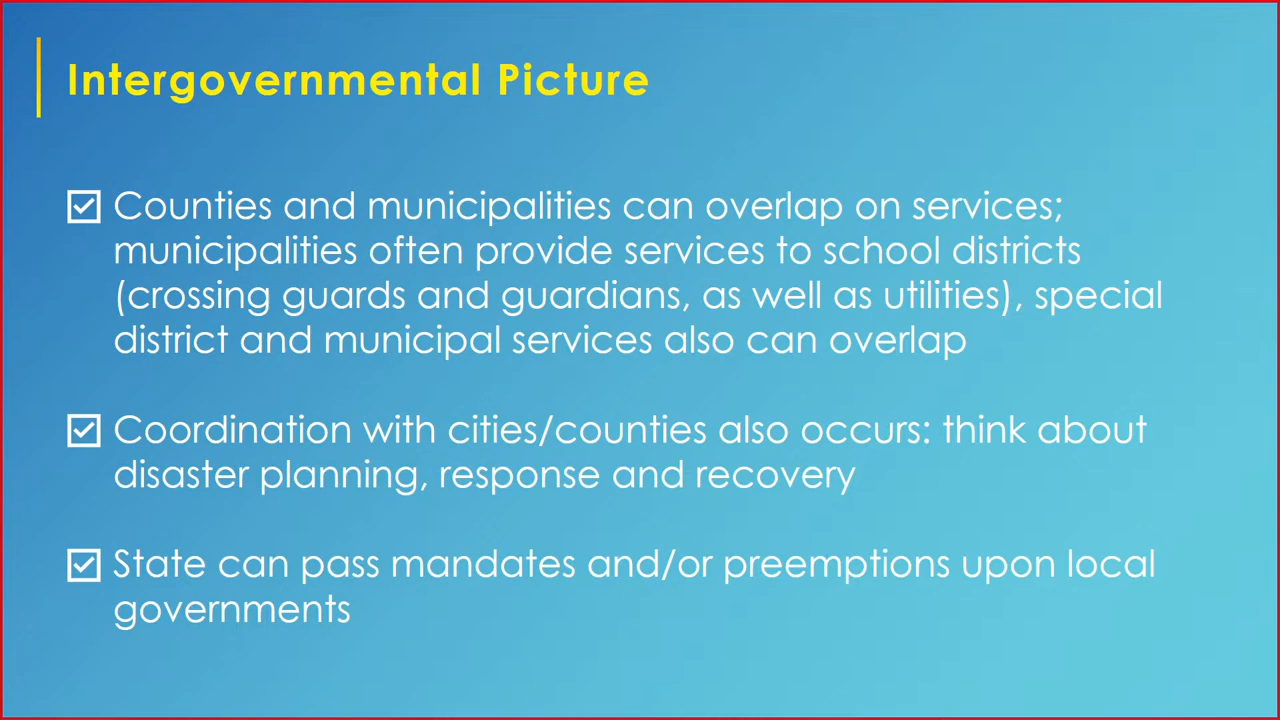 Intergovernmental Picture
Counties and municipalities can overlap on services;
municipalities often provide services to school districts
(crossing guards and guardians, as well as utilities), special
district and municipal services also can overlap
Coordination with cities/counties also occurs: think about
disaster planning, response and recovery
State can pass mandates and/or preemptions upon local
governments